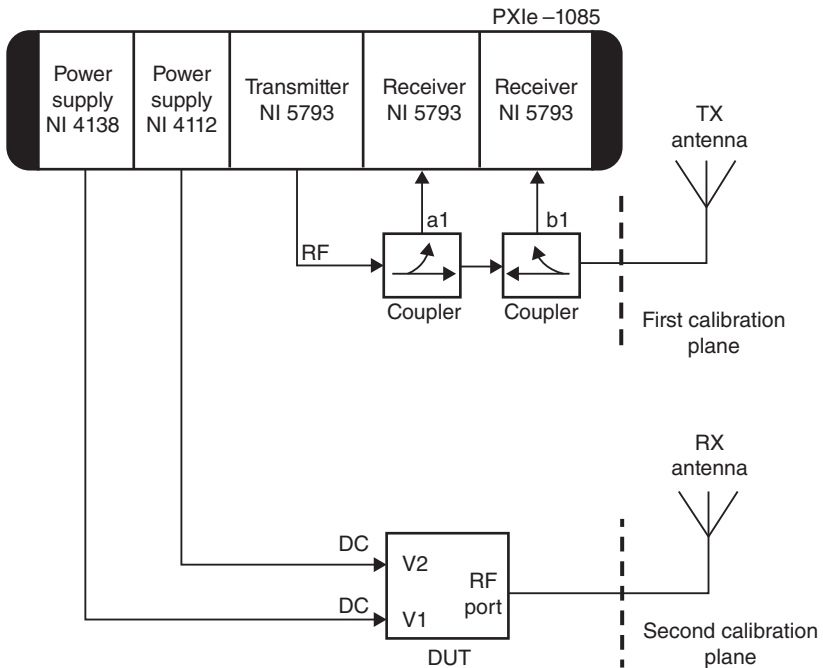 PXIe –1085
Power
supply
NI 4138
Power
supply
NI 4112
Transmitter
NI 5793
Receiver
NI 5793
Receiver
NI 5793
TX
antenna
a1
b1
RF
Coupler
Coupler
First calibration
plane
RX
antenna
DC
V2
RF
port
DC
V1
DUT
Second calibration
plane